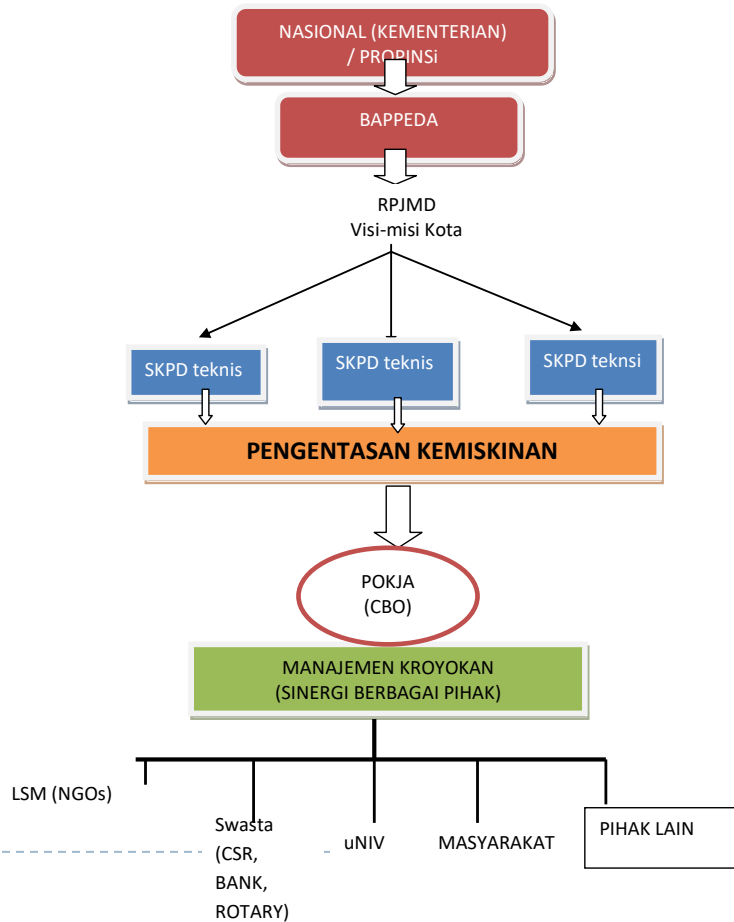 NASIONAL (KEMENTERIAN)
/ PROPINSi
BAPPEDA
RPJMD
Visi-misi Kota
SKPD teknis
SKPD teknis
SKPD teknsi
PENGENTASAN KEMISKINAN
POKJA
(CBO)
MANAJEMEN KROYOKAN
(SINERGI BERBAGAI PIHAK)
LSM (NGOs)
Swasta
(CSR,
BANK,
ROTARY)
uNIV
MASYARAKAT
PIHAK LAIN